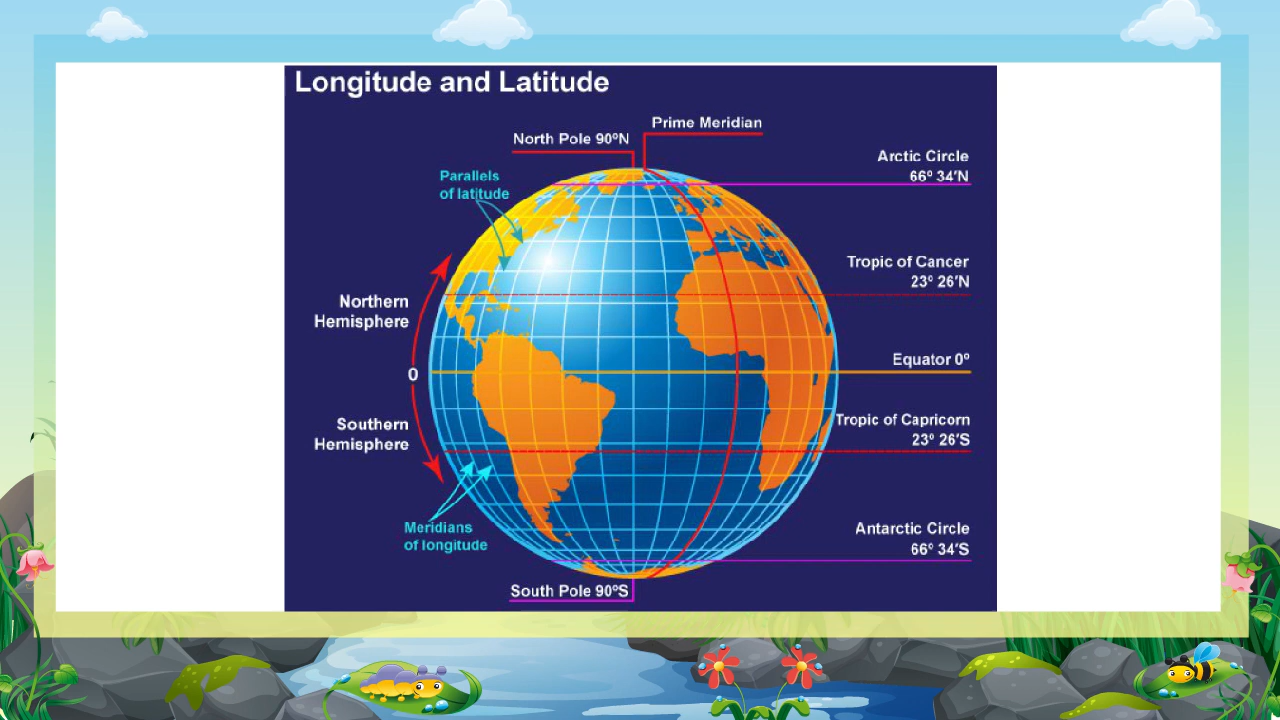 Longitude and Latitude
Prime Meridian
North Pole 90ºN
Arctic Circle
66º 34'N
Parallels
of latitude
Tropic of Cancer
23º 26'N
Northern
Hemisphere
Equator 0º
0
Southern
Hemisphere
Tropic of Capricorn
23º 26'S
Meridians
of longitude
Antarctic Circle
66º 34'S
South Pole 90ºS